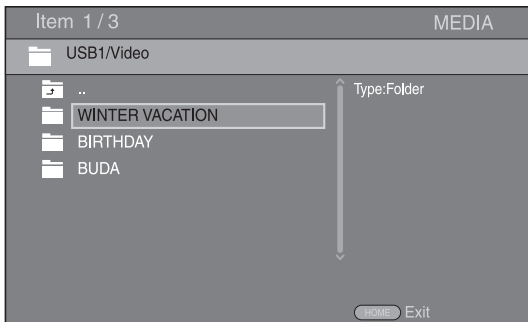 Item 1/3 MEDIA
USB1/Video
..
Type:Folder
WINTER VACATION
BIRTHDAY
BUDA
HOME Exit